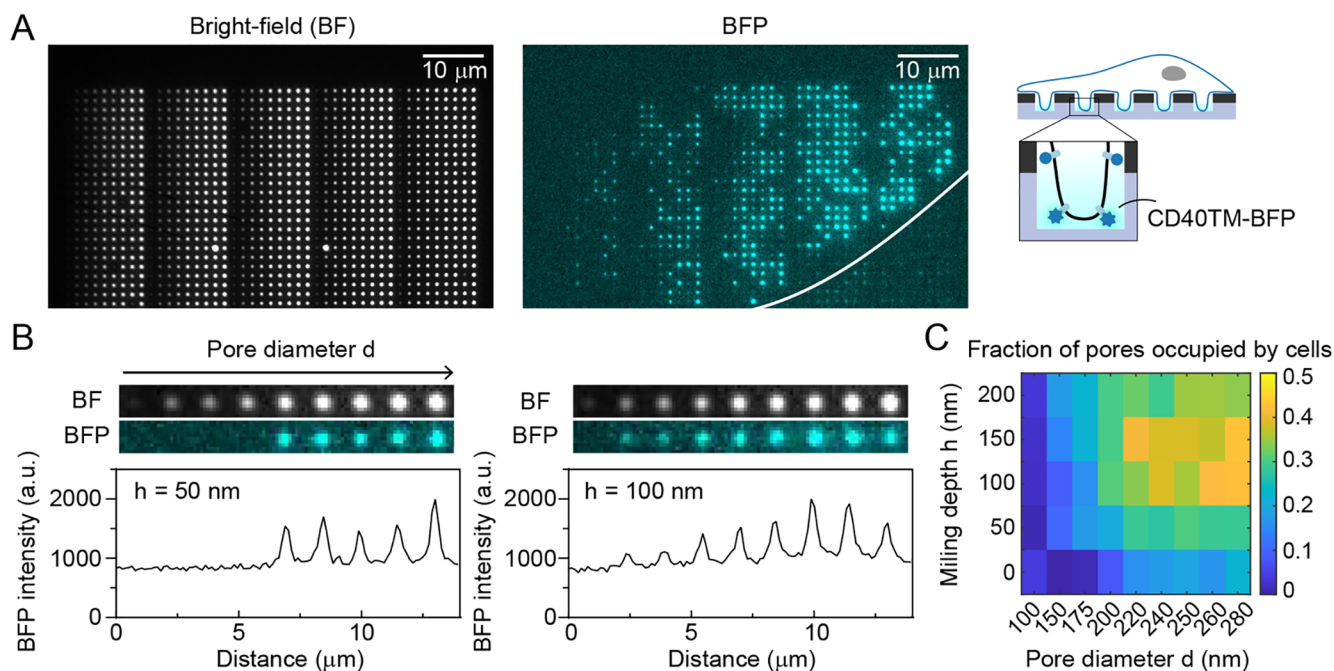 A
Bright-field (BF)
10 μm
BFP
10 μm
CD40TM-BFP
B
Pore diameter d
BF
BFP
BFP intensity (a.u.)
2000
1000
0
h = 50 nm
0
5
10
Distance (μm)
BF
BFP
BFP intensity (a.u.)
2000
1000
0
h = 100 nm
0
5
10
Distance (μm)
C
Fraction of pores occupied by cells
Milling depth h (nm)
200
150
100
50
0
100
150
175
200
220
240
250
260
280
Pore diameter d (nm)
0.5
0.4
0.3
0.2
0.1
0